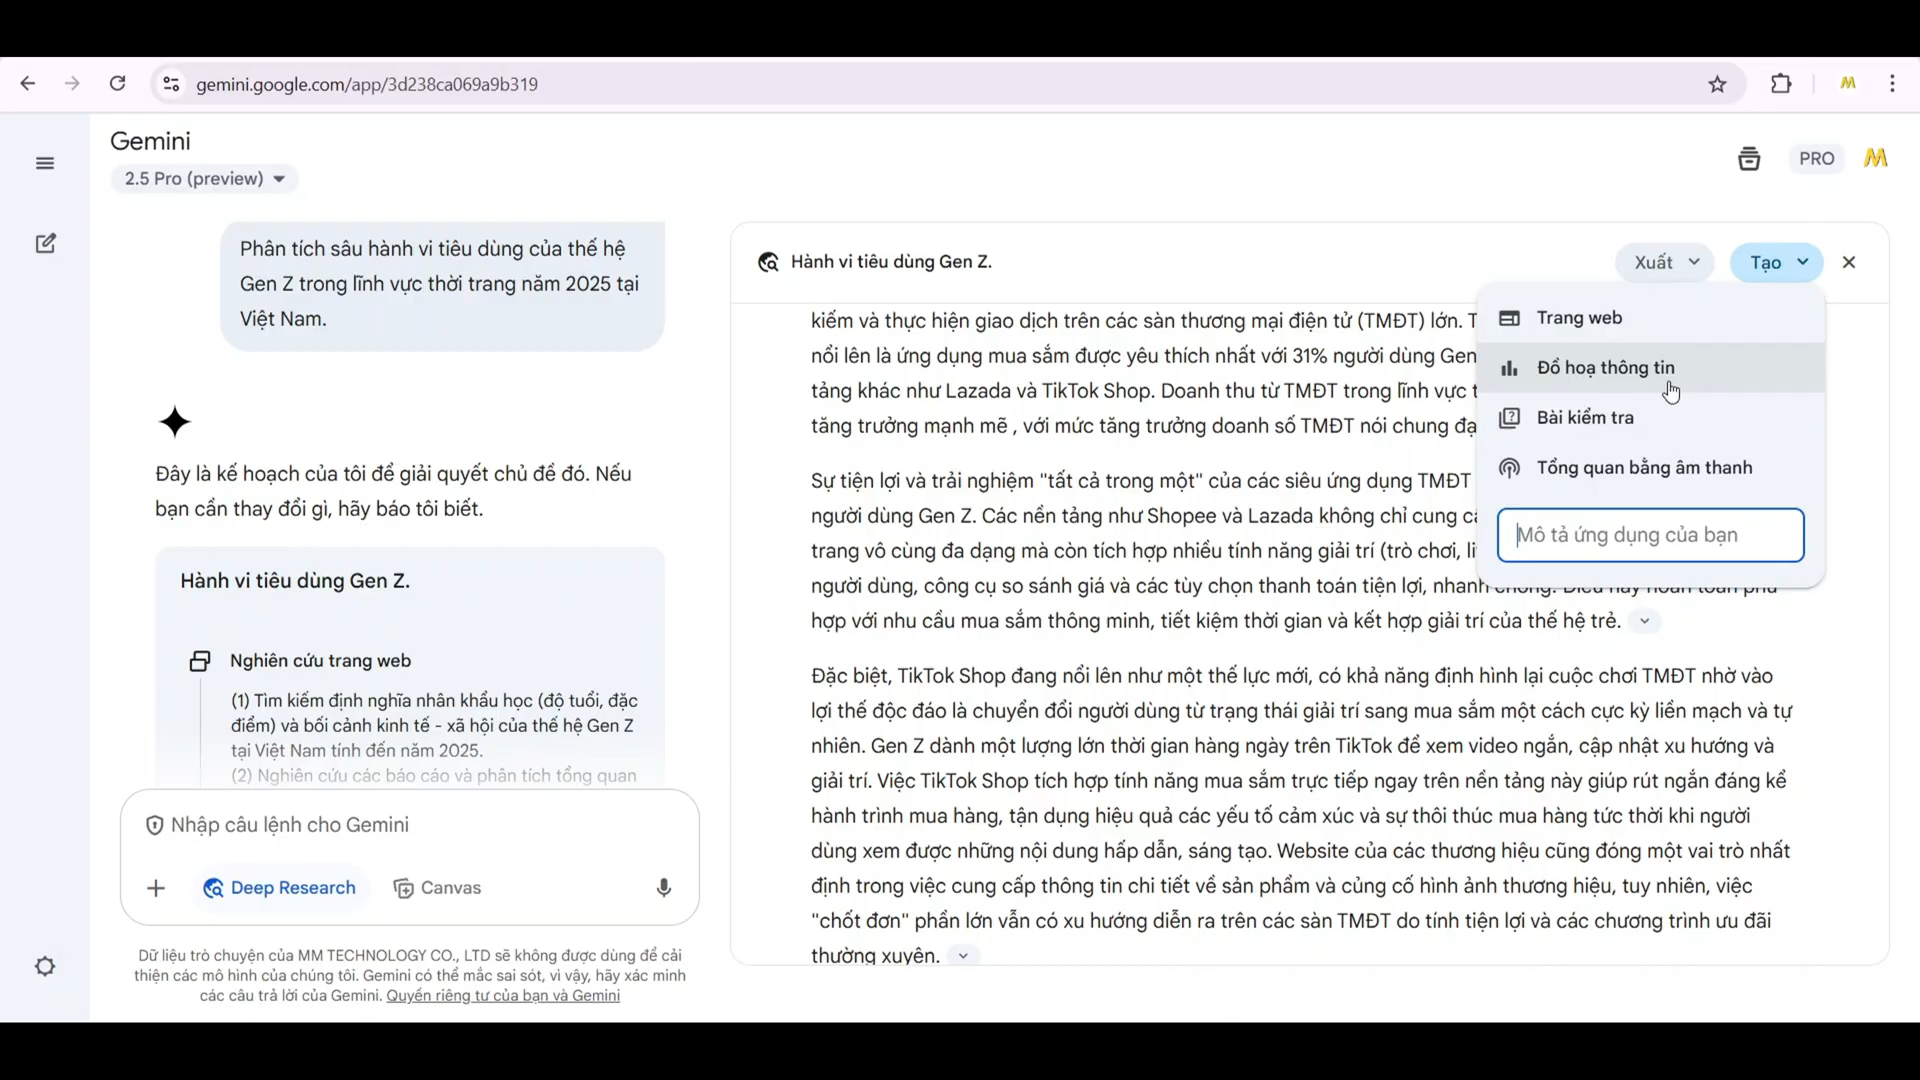 gemini.google.com/app/3d238ca069a9b319
Gemini
2.5 Pro (preview)
PRO
Phân tích sâu hành vi tiêu dùng của thế hệ
Gen Z trong lĩnh vực thời trang năm 2025 tại
Việt Nam.
Đây là kế hoạch của tôi để giải quyết chủ đề đó. Nếu
bạn cần thay đổi gì, hãy báo tôi biết.
Hành vi tiêu dùng Gen Z.
Nghiên cứu trang web
(1) Tìm kiếm định nghĩa nhân khẩu học (độ tuổi, đặc
điểm) và bối cảnh kinh tế - xã hội của thế hệ Gen Z
tại Việt Nam tính đến năm 2025.
(2) Nghiên cứu các báo cáo và phân tích tổng quan
Nhập câu lệnh cho Gemini
Deep Research
Canvas
Dữ liệu trò chuyện của MM TECHNOLOGY CO., LTD sẽ không được dùng để cải
thiện các mô hình của chúng tôi. Gemini có thể mắc sai sót, vì vậy, hãy xác minh
các câu trả lời của Gemini. Quyền riêng tư của bạn và Gemini
Hành vi tiêu dùng Gen Z.
Xuất
Tạo
kiếm và thực hiện giao dịch trên các sàn thương mại điện tử (TMĐT) lớn. T
nổi lên là ứng dụng mua sắm được yêu thích nhất với 31% người dùng Gen
tảng khác như Lazada và TikTok Shop. Doanh thu từ TMĐT trong lĩnh vực t
tăng trưởng mạnh mẽ , với mức tăng trưởng doanh số TMĐT nói chung đạ
Sự tiện lợi và trải nghiệm "tất cả trong một" của các siêu ứng dụng TMĐT
người dùng Gen Z. Các nền tảng như Shopee và Lazada không chỉ cung cấ
trang vô cùng đa dạng mà còn tích hợp nhiều tính năng giải trí (trò chơi, li
người dùng, công cụ so sánh giá và các tùy chọn thanh toán tiện lợi, nhanh chóng. Điều này hoàn toàn phù
hợp với nhu cầu mua sắm thông minh, tiết kiệm thời gian và kết hợp giải trí của thế hệ trẻ.
Đặc biệt, TikTok Shop đang nổi lên như một thế lực mới, có khả năng định hình lại cuộc chơi TMĐT nhờ vào
lợi thế độc đáo là chuyển đổi người dùng từ trạng thái giải trí sang mua sắm một cách cực kỳ liền mạch và tự
nhiên. Gen Z dành một lượng lớn thời gian hàng ngày trên TikTok để xem video ngắn, cập nhật xu hướng và
giải trí. Việc TikTok Shop tích hợp tính năng mua sắm trực tiếp ngay trên nền tảng này giúp rút ngắn đáng kể
hành trình mua hàng, tận dụng hiệu quả các yếu tố cảm xúc và sự thôi thúc mua hàng tức thời khi người
dùng xem được những nội dung hấp dẫn, sáng tạo. Website của các thương hiệu cũng đóng một vai trò nhất
định trong việc cung cấp thông tin chi tiết về sản phẩm và củng cố hình ảnh thương hiệu, tuy nhiên, việc
"chốt đơn" phần lớn vẫn có xu hướng diễn ra trên các sàn TMĐT do tính tiện lợi và các chương trình ưu đãi
thường xuyên.
Trang web
Đồ hoạ thông tin
Bài kiểm tra
Tổng quan bằng âm thanh
Mô tả ứng dụng của bạn